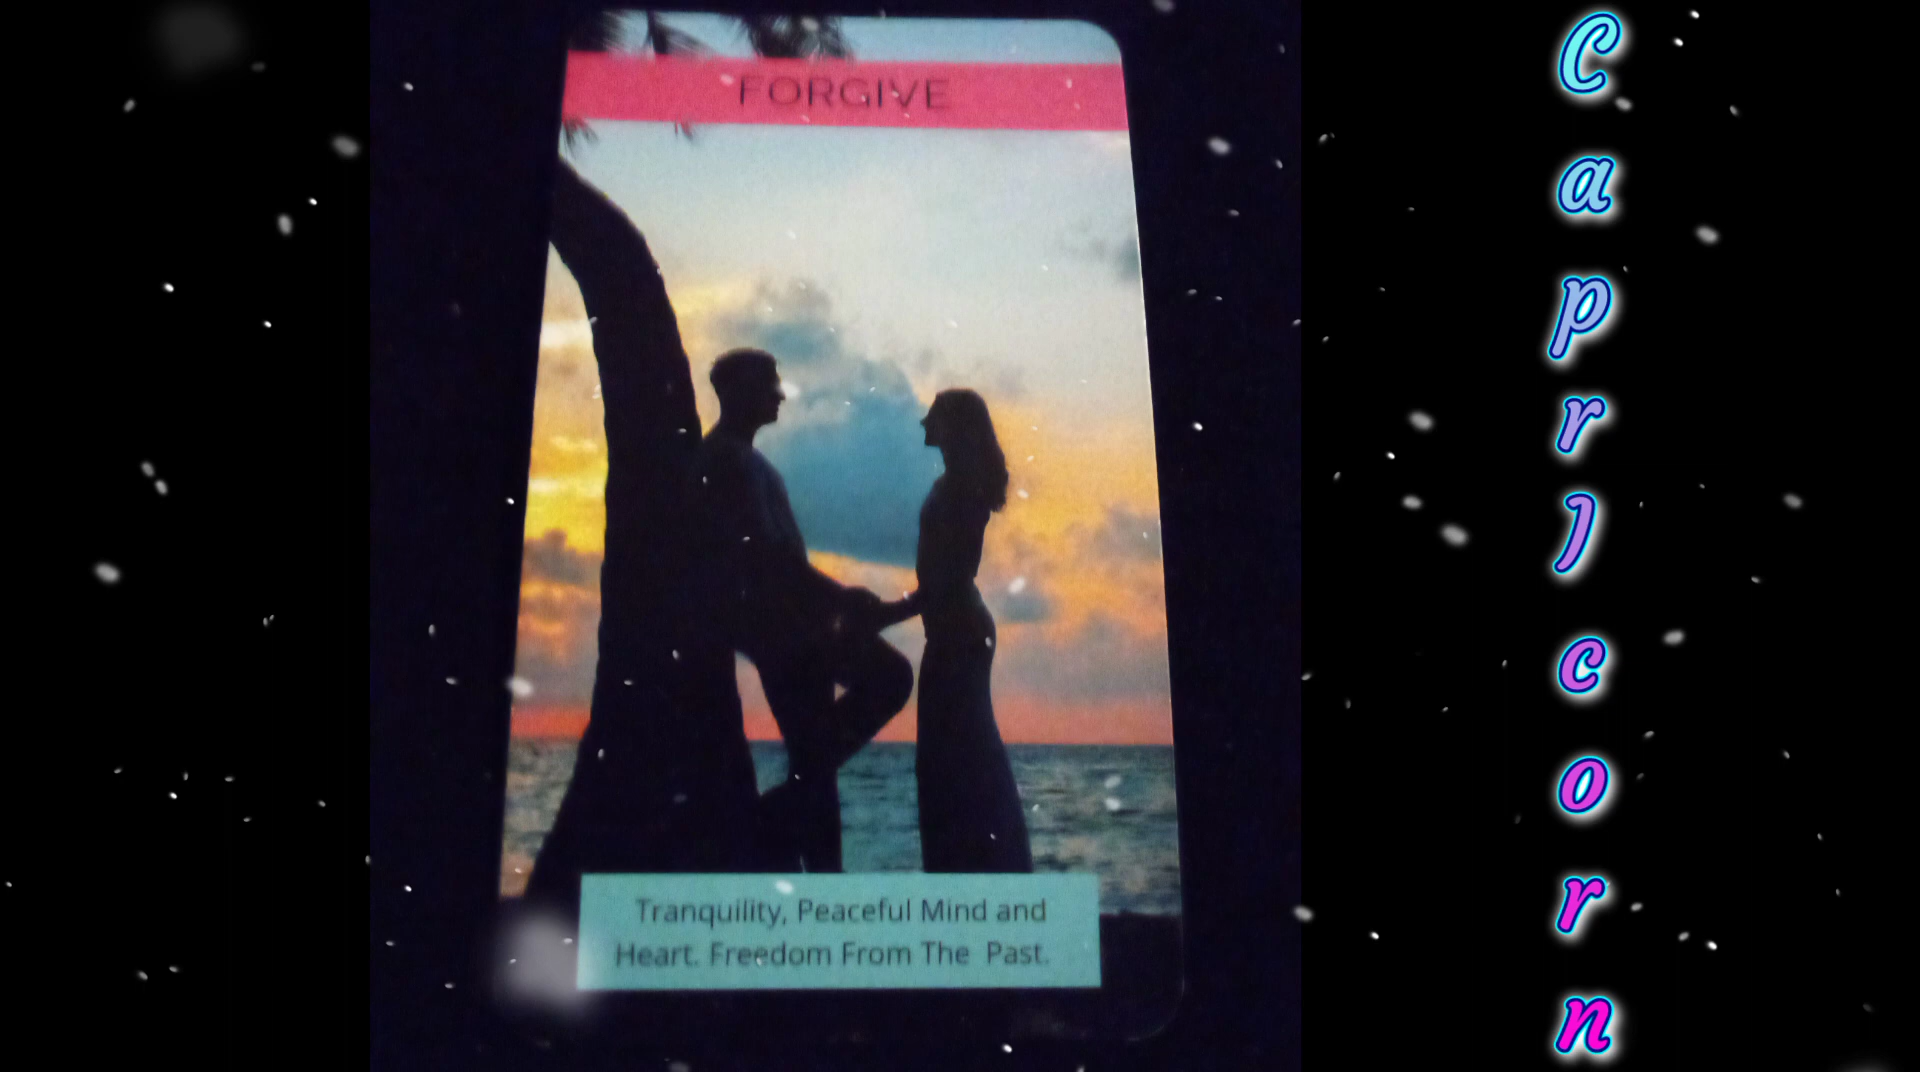 FORGIVE
Tranquility, Peaceful Mind and
Heart. Freedom From The Past.
Capricorn